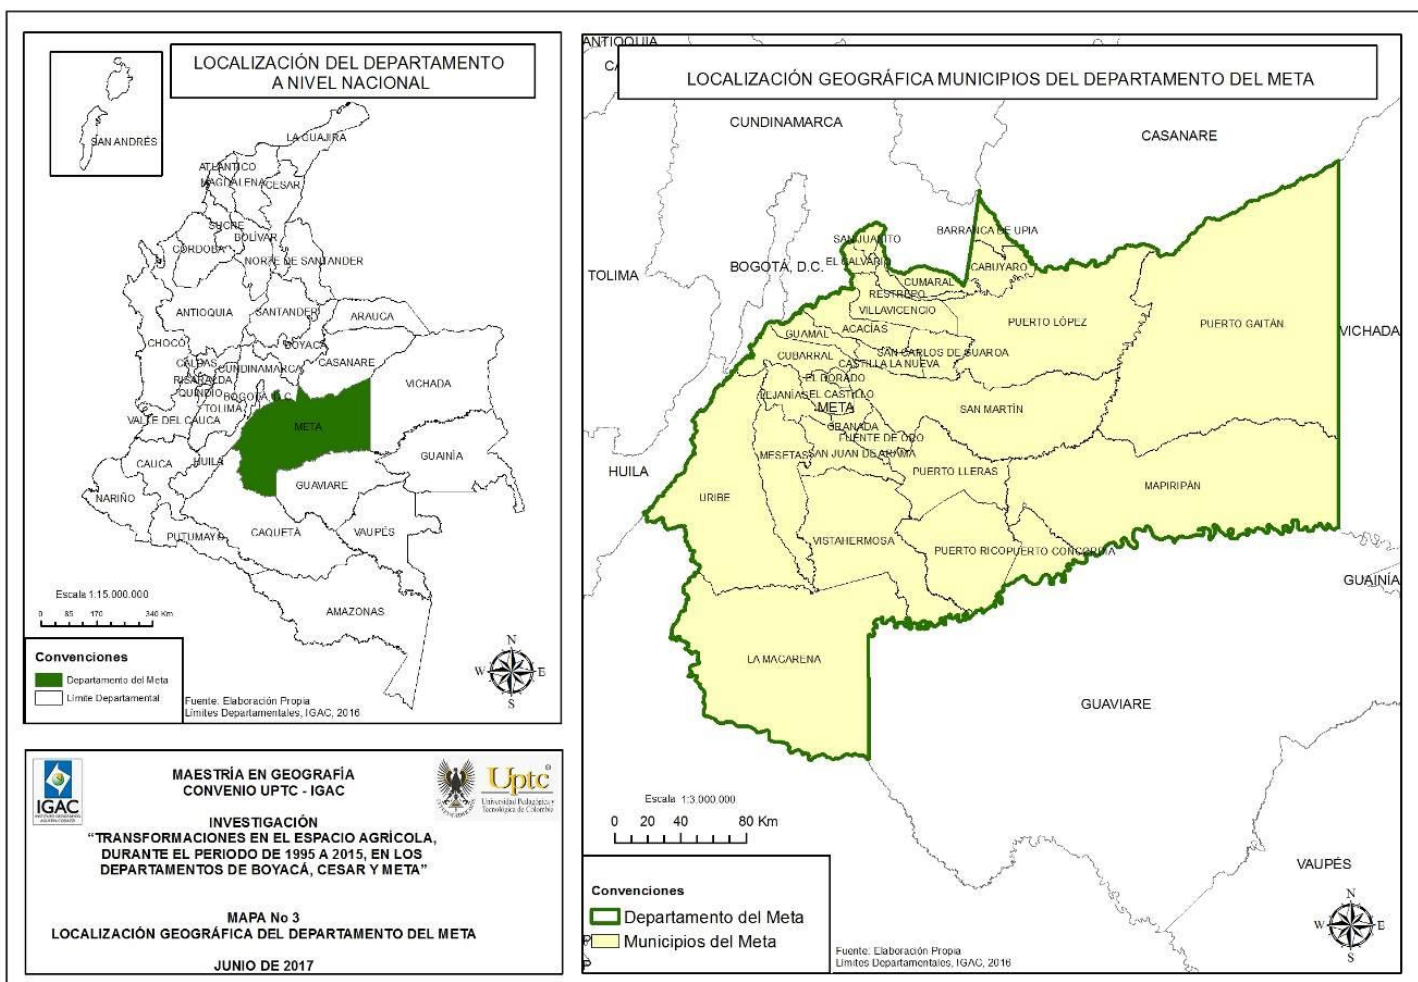 LOCALIZACIÓN DEL DEPARTAMENTO
A NIVEL NACIONAL
SAN ANDRÉS
LA GUAJIRA
ATLÁNTICO
MAGDALENA
CESAR
SUCRE
BOLÍVAR
CÓRDOBA
NORTE DE SANTANDER
ANTIOQUIA
SANTANDER
ARAUCA
CHOCÓ
BOYACÁ
CALDAS
CUNDINAMARCA
CASANARE
RISARALDA
VICHADA
QUINDIO
BOGOTÁ, D.C.
TOLIMA
VALLE DEL CAUCA
META
CAUCA
HUILA
GUAINÍA
NARIÑO
GUAVIARE
PUTUMAYO
CAQUETÁ
VAUPÉS
AMAZONAS
Escala 1:15.000.000
0 85 170 340 Km
N
W E
S
Convenciones
Departamento del Meta
Límite Departamental
Fuente: Elaboración Propia
Límites Departamentales, IGAC, 2016
IGAC
MAESTRÍA EN GEOGRAFÍA
CONVENIO UPTC - IGAC
Uptc
Universidad Pedagógica y
Tecnológica de Colombia
INVESTIGACIÓN
“TRANSFORMACIONES EN EL ESPACIO AGRÍCOLA,
DURANTE EL PERIODO DE 1995 A 2015, EN LOS
DEPARTAMENTOS DE BOYACÁ, CESAR Y META”
MAPA No 3
LOCALIZACIÓN GEOGRÁFICA DEL DEPARTAMENTO DEL META
JUNIO DE 2017
ANTIOQUIA
LOCALIZACIÓN GEOGRÁFICA MUNICIPIOS DEL DEPARTAMENTO DEL META
CUNDINAMARCA
CASANARE
BARRANCA DE UPIA
SAN JUANITO
EL CALVARIO
BOGOTÁ, D.C.
TOLIMA
CABUYARO
CUMARAL
RESTREPO
VILLAVICENCIO
PUERTO LÓPEZ
PUERTO GAITÁN
VICHADA
ACACÍAS
GUAMAL
CUBARRAL
SAN CARLOS DE GUAROA
CASTILLA LA NUEVA
EL DORADO
LEJANÍAS
EL CASTILLO
META
SAN MARTÍN
GRANADA
FUENTE DE ORO
MESETAS
SAN JUAN DE ARAMA
HUILA
PUERTO LLERAS
MAPIRIPÁN
URIBE
VISTAHERMOSA
PUERTO RICO
PUERTO CONCORDIA
GUAINÍA
LA MACARENA
GUAVIARE
VAUPÉS
Escala 1:3.000.000
0 20 40 80 Km
Convenciones
Departamento del Meta
Municipios del Meta
Fuente: Elaboración Propia
Límites Departamentales, IGAC, 2016
N
W E
S